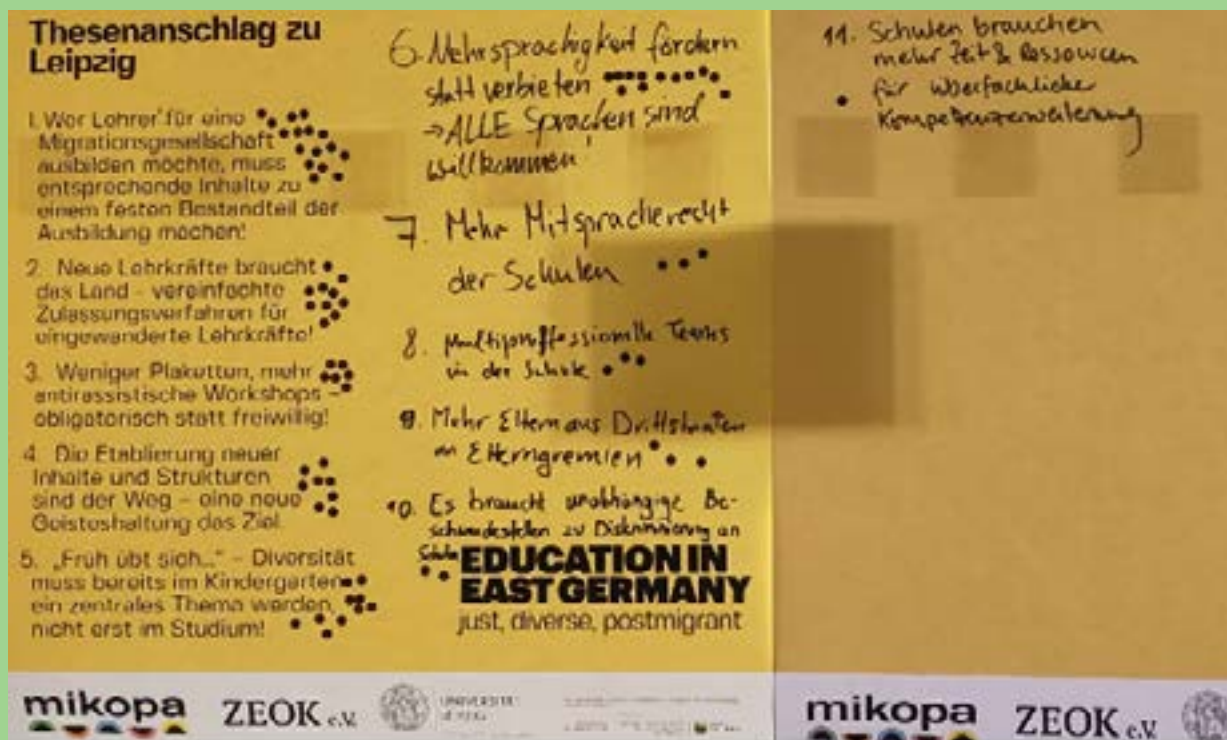 Thesenanschlag zu
Leipzig
1. Wer Lehrer*für eine
Migrationsgesellschaft
ausbilden möchte, muss
entsprechende Inhalte zu
einem festen Bestandteil der
Ausbildung machen!
2. Neue Lehrkräfte braucht
das Land - vereinfachte
Zulassungsverfahren für
eingewanderte Lehrkräfte!
3. Weniger Plaketten, mehr
antirassistische Workshops -
obligatorisch statt freiwillig!
4. Die Etablierung neuer
Inhalte und Strukturen
sind der Weg - eine neue
Geisteshaltung das Ziel.
5. „Früh übt sich..." - Diversität
muss bereits im Kindergarten
ein zentrales Thema werden,
nicht erst im Studium!
6. Mehrsprachigkeit fördern
statt verbieten
→ ALLE Sprachen sind
willkommen
7. Mehr Mitspracherecht
der Schulen
8. Multiproffessionelle Teams
in der Schule
9. Mehr Eltern aus Drittstaaten
in Elterngremien
10. Es braucht unabhängige Be-
schwerdestellen zu Diskriminierung an
Schulen
EDUCATION IN
EAST GERMANY
just, diverse, postmigrant
mikopa ZEOK e.V. UNIVERSITÄT
LEIPZIG
11. Schulen brauchen
mehr Zeit & Ressourcen
für überfachliche
Kompetenzerweiterung
mikopa ZEOK e.V.